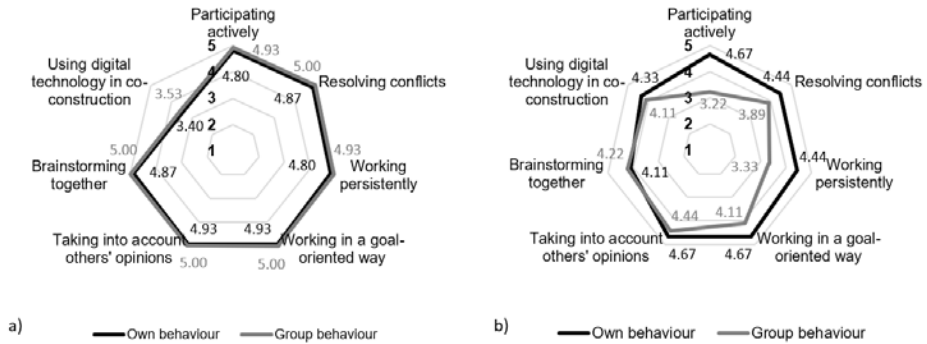 Participating
actively
5
4.93
Using digital
technology in co-
construction
4
5.00
4.80
Resolving conflicts
3.53
3
4.87
3.40
2
1
5.00
4.93
Brainstorming
together
4.87
4.80
Working
persistently
4.93
4.93
Taking into account
others' opinions
Working in a goal-
oriented way
5.00
5.00
a)
Own behaviour
Group behaviour
Participating
actively
5
4.67
Using digital
technology in co-
construction
4.33
4
4.44
Resolving conflicts
3
3.22
4.11
3.89
2
1
4.22
4.44
Brainstorming
together
4.11
3.33
Working
persistently
4.44
4.11
Taking into account
others' opinions
Working in a goal-
oriented way
4.67
4.67
b)
Own behaviour
Group behaviour